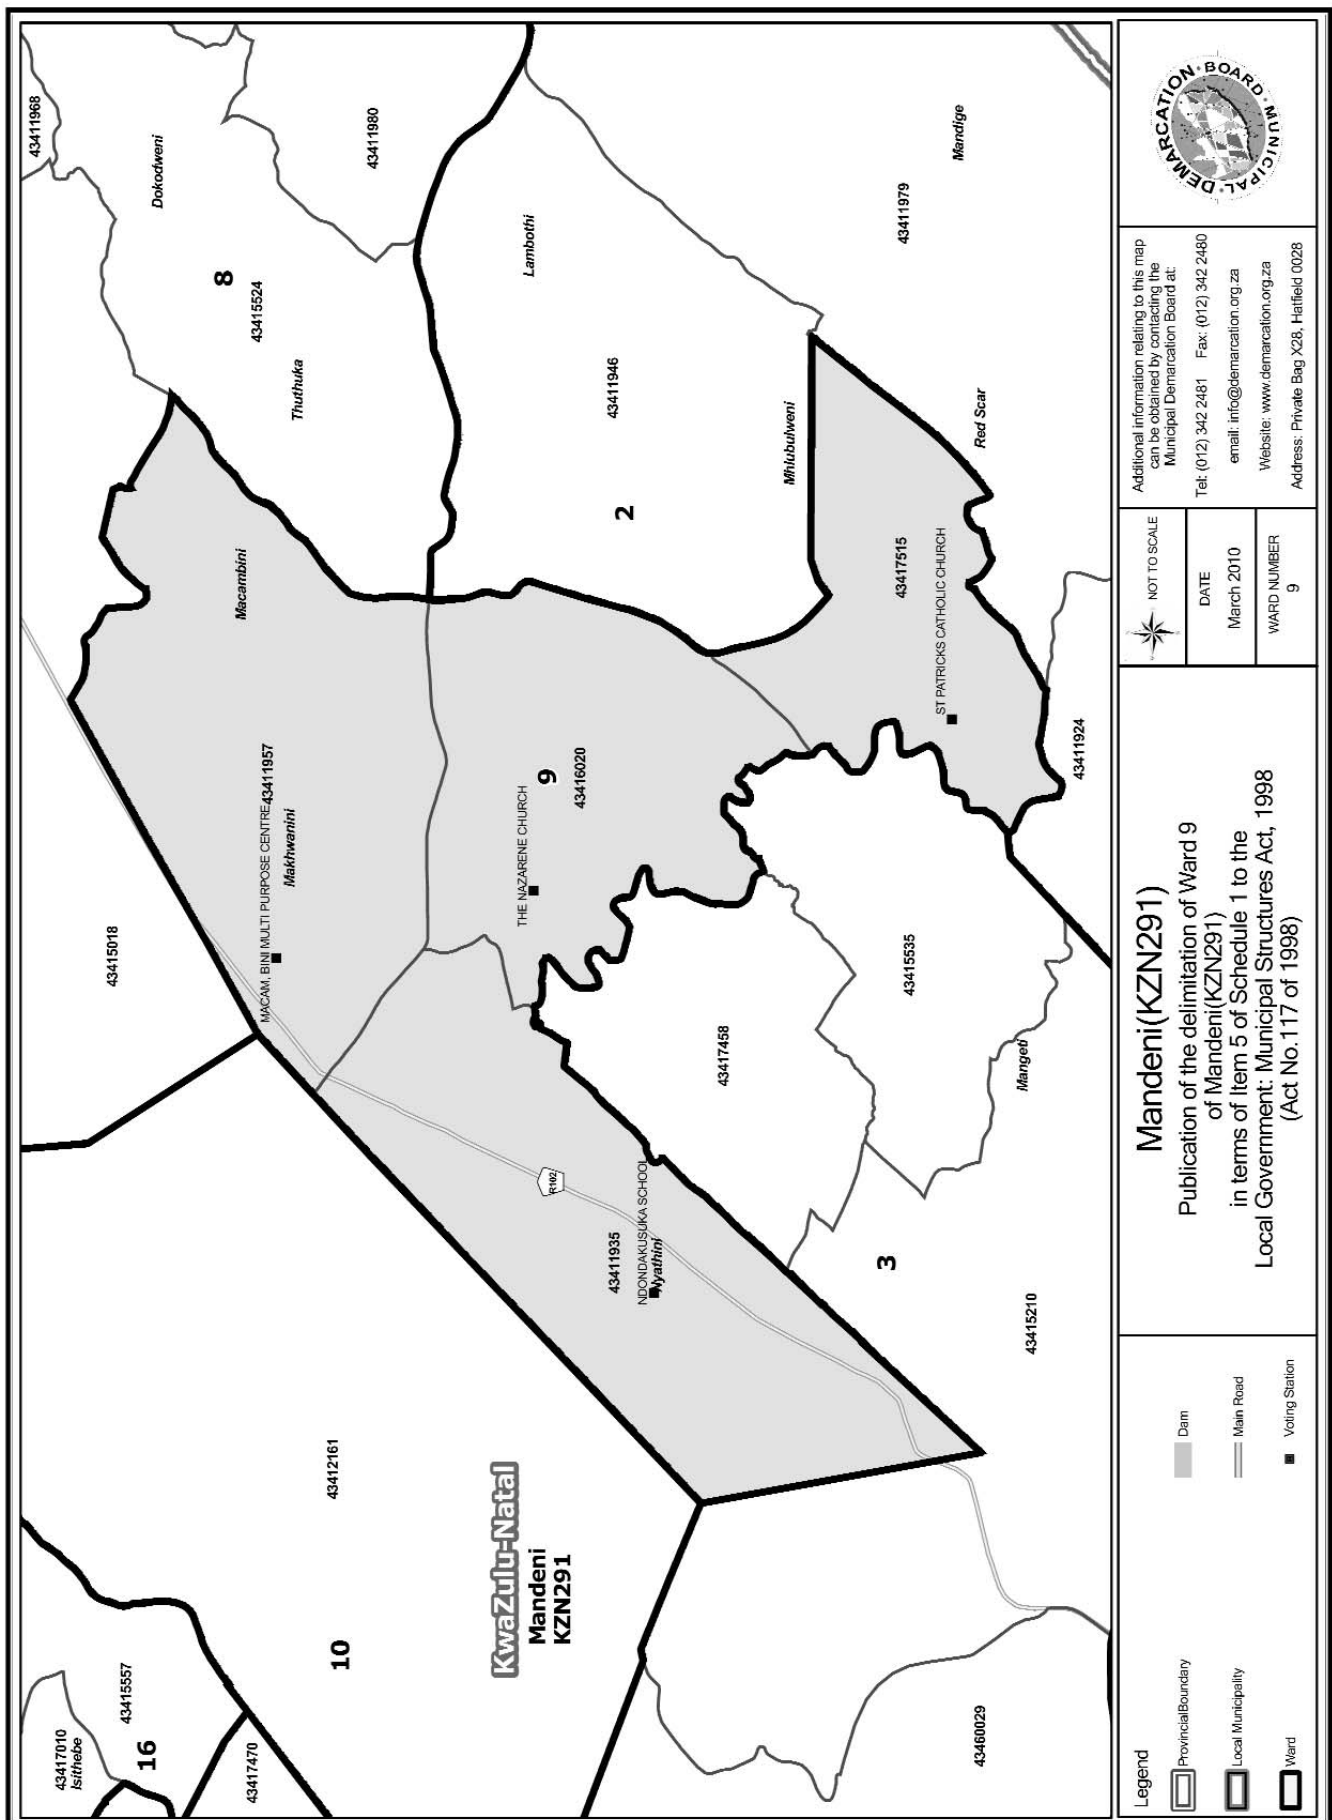 43417010
Isithebe
16
43415557
43417470
10
43412161
KwaZulu-Natal
Mandeni
KZN291
43460029
43415018
43411968
Dokodweni
8
43415524
43411980
Thuthuka
Macambini
MACAM, BINI MULTI PURPOSE CENTRE
43411957
Makhwanini
Lambothi
43411946
2
Mhlubulweni
43411979
Mandige
Red Scar
9
43416020
THE NAZARENE CHURCH
43417515
ST PATRICKS CATHOLIC CHURCH
43411924
R102
43411935
NDONDAKUSUKA SCHOOL
Nyathini
43417458
43415535
Mangeti
3
43415210
Legend
ProvincialBoundary
Local Municipality
Ward
Dam
Main Road
Voting Station
Mandeni(KZN291)
Publication of the delimitation of Ward 9
of Mandeni(KZN291)
in terms of Item 5 of Schedule 1 to the
Local Government: Municipal Structures Act, 1998
(Act No.117 of 1998)
NOT TO SCALE
DATE
March 2010
WARD NUMBER
9
Additional information relating to this map
can be obtained by contacting the
Municipal Demarcation Board at:
Tel: (012) 342 2481 Fax: (012) 342 2480
email: info@demarcation.org.za
Website: www.demarcation.org.za
Address: Private Bag X28, Hatfield 0028
MUNICIPAL • DEMARCATION • BOARD •